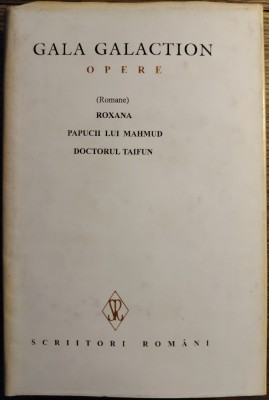 GALA GALACTION
OPERE
(Romane)
ROXANA
PAPUCII LUI MAHMUD
DOCTORUL TAIFUN
SCRIITORI ROMÂNI